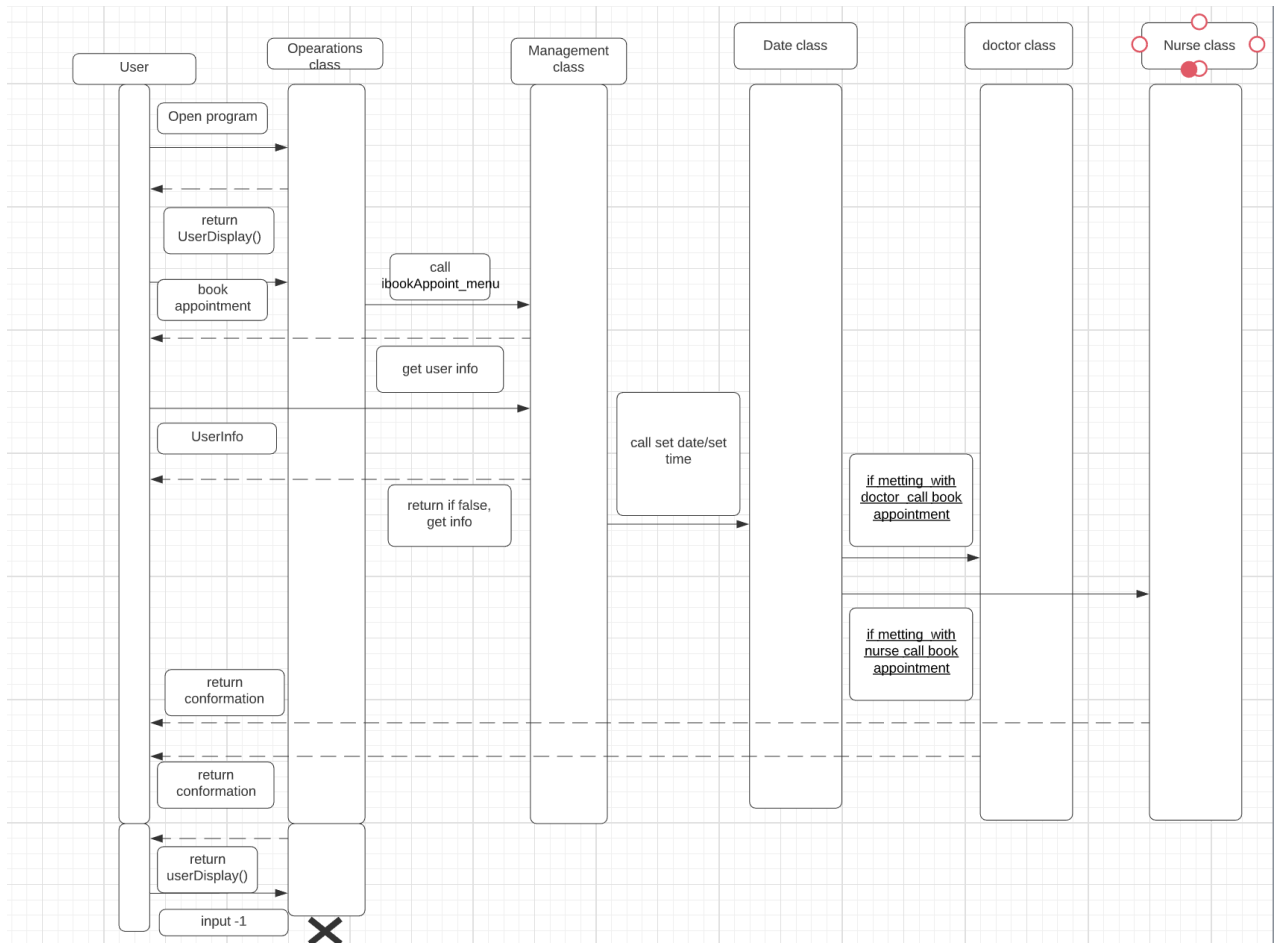 User
Opearations
class
Management
class
Date class
doctor class
Nurse class
Open program
return
UserDisplay()
book
appointment
call
ibookAppoint_menu
get user info
UserInfo
call set date/set
time
return if false,
get info
if metting with
doctor call book
appointment
if metting with
nurse call book
appointment
return
conformation
return
conformation
return
userDisplay()
input -1